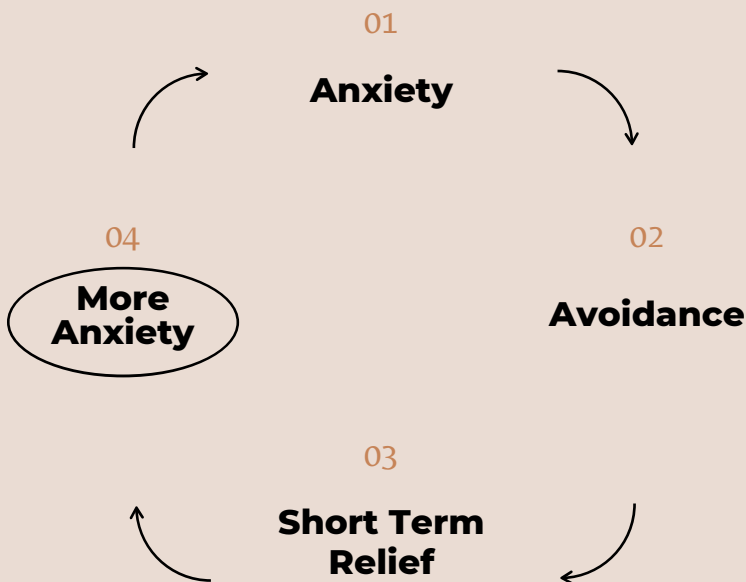 01
Anxiety
02
Avoidance
03
Short Term
Relief
04
More
Anxiety